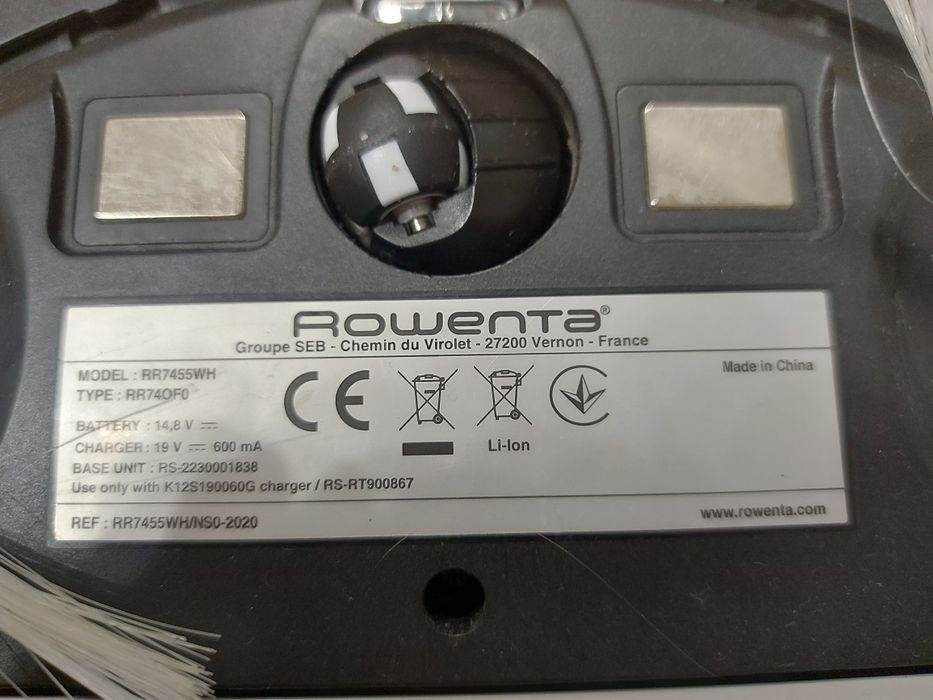 Rowenta®
Groupe SEB - Chemin du Virolet - 27200 Vernon - France
MODEL : RR7455WH
Made in China
TYPE : RR74OF0
BATTERY : 14,8 V ⎓
CHARGER : 19 V ⎓ 600 mA
CE
Li-Ion
BASE UNIT : RS-2230001838
Use only with K12S190060G charger / RS-RT900867
REF : RR7455WH/NS0-2020
www.rowenta.com